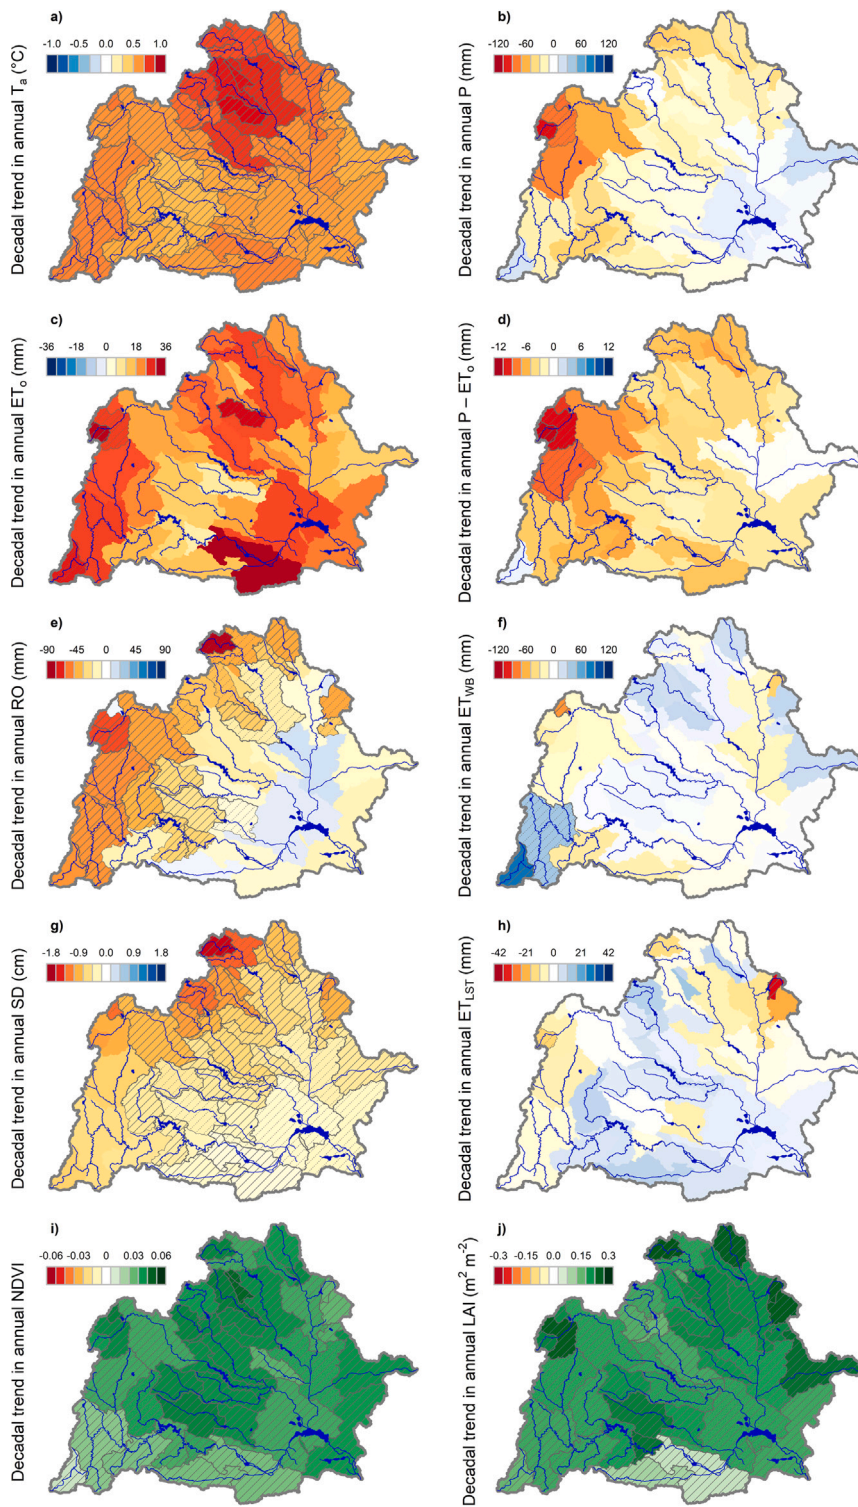 a)
-1.0 -0.5 0.0 0.5 1.0
Decadal trend in annual Ta (°C)
b)
-120 -60 0.0 60 120
Decadal trend in annual P (mm)
c)
-36 -18 0 18 36
Decadal trend in annual ETo (mm)
d)
-12 -6 0.0 6 12
Decadal trend in annual P − ETo (mm)
e)
-90 -45 0 45 90
Decadal trend in annual RO (mm)
f)
-120 -60 0 60 120
Decadal trend in annual ETWB (mm)
g)
-1.8 -0.9 0.0 0.9 1.8
Decadal trend in annual SD (cm)
h)
-42 -21 0 21 42
Decadal trend in annual ETLST (mm)
i)
-0.06 -0.03 0 0.03 0.06
Decadal trend in annual NDVI
j)
-0.3 -0.15 0.0 0.15 0.3
Decadal trend in annual LAI (m² m⁻²)